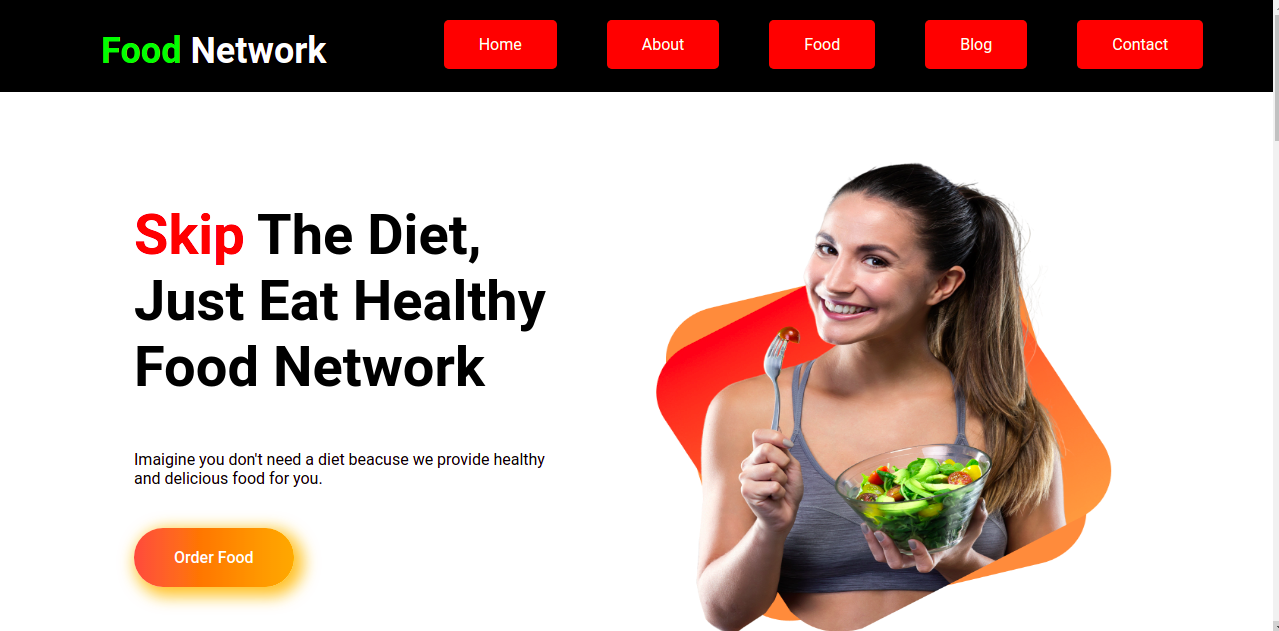 Food Network
Home
About
Food
Blog
Contact
Skip The Diet,
Just Eat Healthy
Food Network
Imaigine you don't need a diet beacuse we provide healthy
and delicious food for you.
Order Food